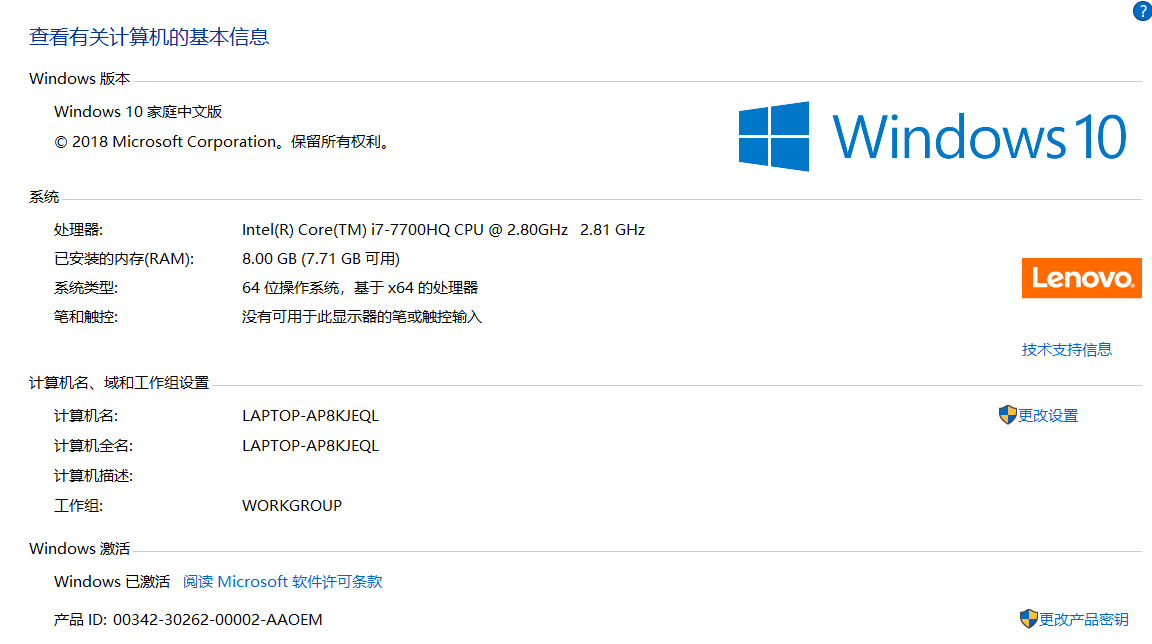 ?
查看有关计算机的基本信息
Windows 版本
Windows 10 家庭中文版
© 2018 Microsoft Corporation。保留所有权利。
Windows 10
系统
处理器: Intel(R) Core(TM) i7-7700HQ CPU @ 2.80GHz 2.81 GHz
已安装的内存(RAM): 8.00 GB (7.71 GB 可用)
系统类型: 64 位操作系统，基于 x64 的处理器
笔和触控: 没有可用于此显示器的笔或触控输入
Lenovo®
技术支持信息
计算机名、域和工作组设置
计算机名: LAPTOP-AP8KJEQL 更改设置
计算机全名: LAPTOP-AP8KJEQL
计算机描述:
工作组: WORKGROUP
Windows 激活
Windows 已激活 阅读 Microsoft 软件许可条款
产品 ID: 00342-30262-00002-AAOEM 更改产品密钥